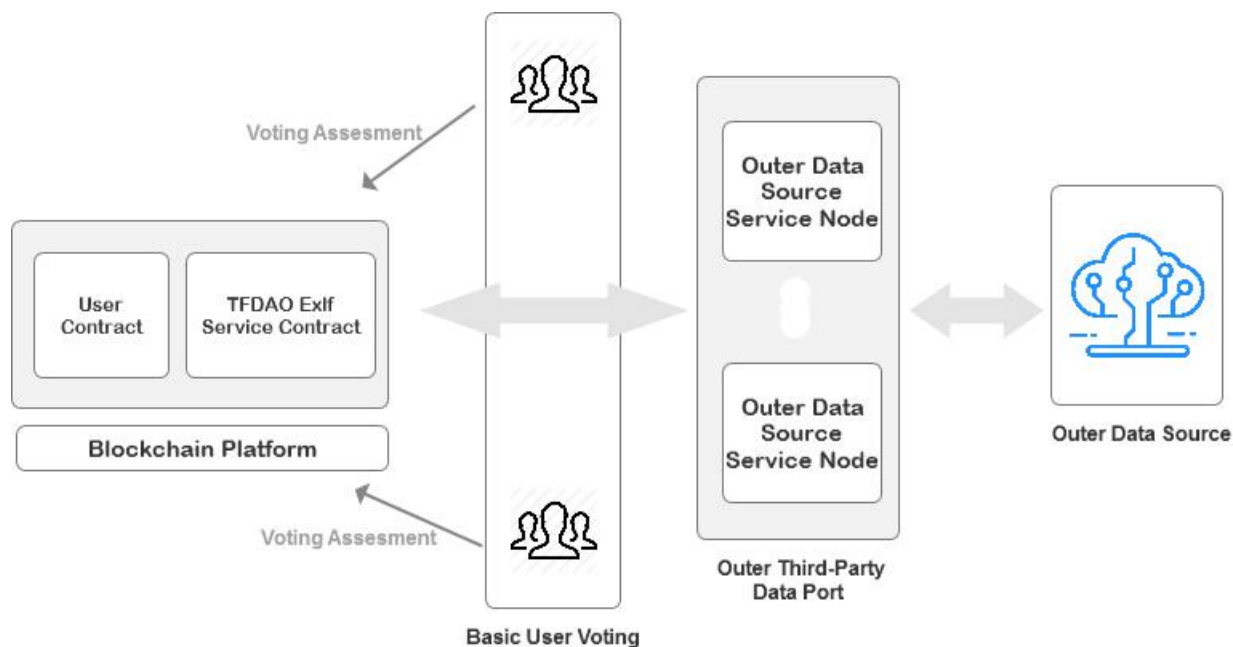 Voting Assesment
User
Contract
TFDAO ExIf
Service Contract
Blockchain Platform
Voting Assesment
Basic User Voting
Outer Data
Source
Service Node
Outer Data
Source
Service Node
Outer Third-Party
Data Port
Outer Data Source